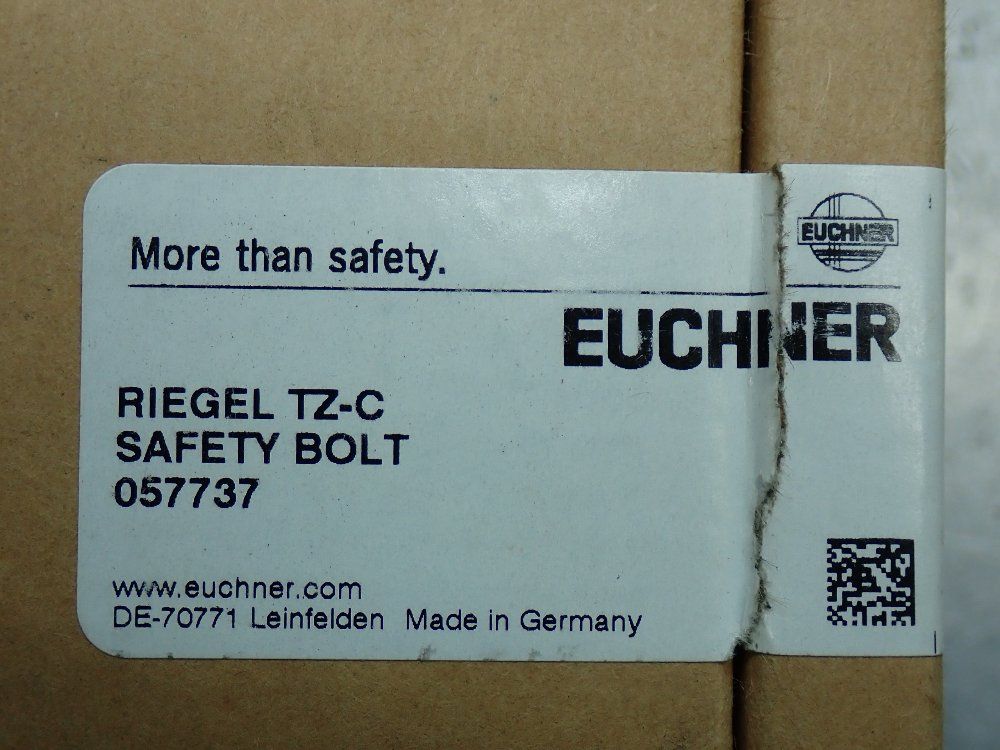 More than safety.
EUCHNER
EUCHNER
RIEGEL TZ-C
SAFETY BOLT
057737
www.euchner.com
DE-70771 Leinfelden Made in Germany